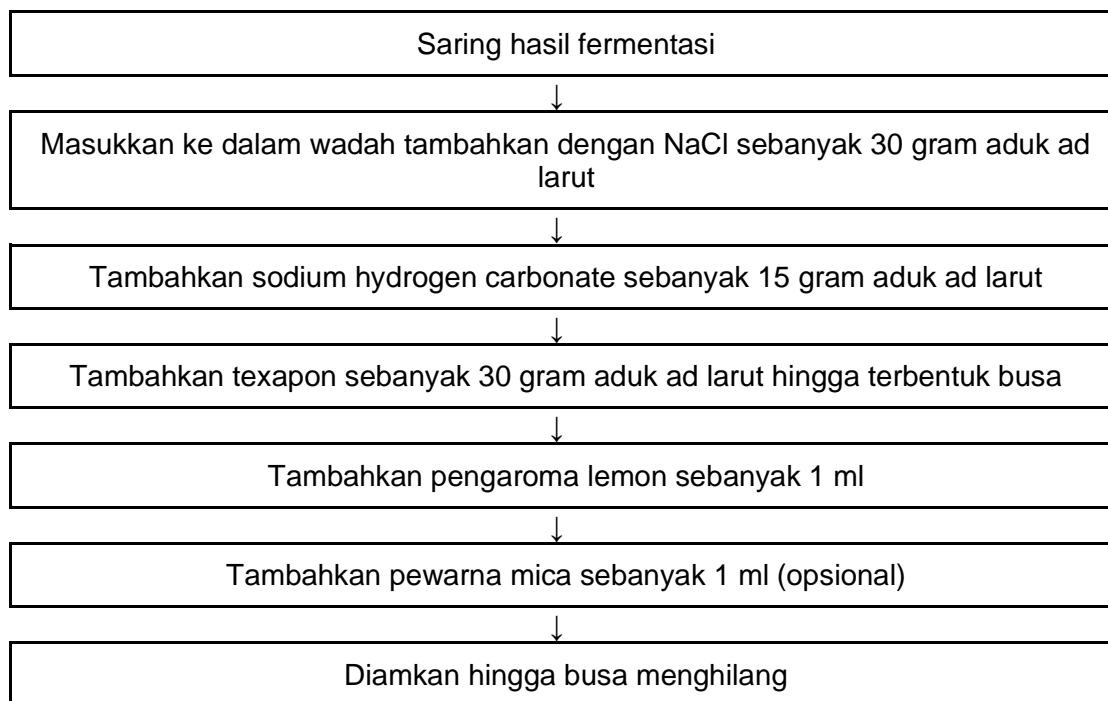 Saring hasil fermentasi
↓
Masukkan ke dalam wadah tambahkan dengan NaCl sebanyak 30 gram aduk ad
larut
↓
Tambahkan sodium hydrogen carbonate sebanyak 15 gram aduk ad larut
↓
Tambahkan texapon sebanyak 30 gram aduk ad larut hingga terbentuk busa
↓
Tambahkan pengaroma lemon sebanyak 1 ml
↓
Tambahkan pewarna mica sebanyak 1 ml (opsional)
↓
Diamkan hingga busa menghilang